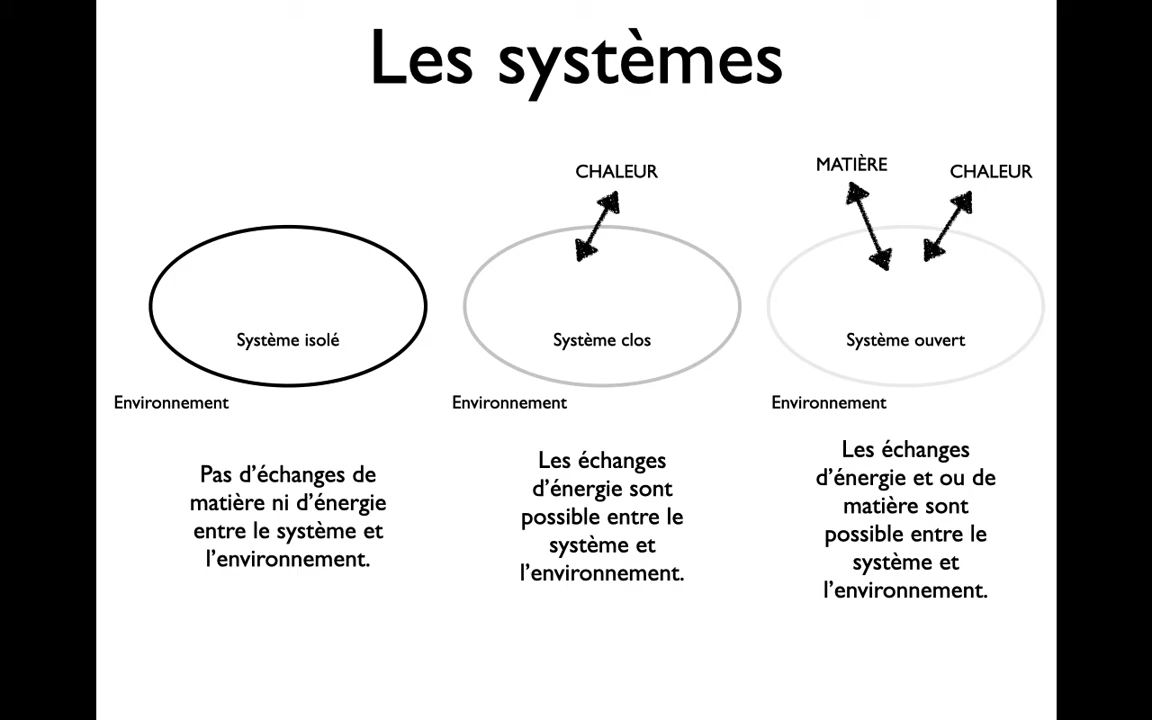 Les systèmes
CHALEUR
MATIÈRE
CHALEUR
Système isolé
Système clos
Système ouvert
Environnement
Environnement
Environnement
Pas d'échanges de
matière ni d'énergie
entre le système et
l'environnement.
Les échanges
d'énergie sont
possible entre le
système et
l'environnement.
Les échanges
d'énergie et ou de
matière sont
possible entre le
système et
l'environnement.